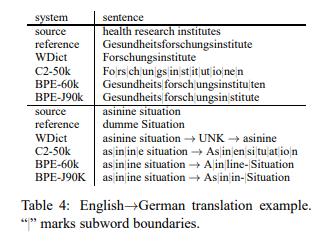 system sentence
source health research institutes
reference Gesundheitsforschungsinstitute
WDict Forschungsinstitute
C2-50k Fo|rs|ch|un|gs|in|st|it|ut|io|ne|n
BPE-60k Gesundheits|forsch|ungsinstitu|ten
BPE-J90k Gesundheits|forsch|ungsin|stitute
source asinine situation
reference dumme Situation
WDict asinine situation → UNK → asinine
C2-50k as|in|in|e situation → As|in|en|si|tu|at|io|n
BPE-60k as|in|ine situation → A|in|line-|Situation
BPE-J90K as|in|ine situation → As|in|in-|Situation
Table 4: English→German translation example.
“|” marks subword boundaries.